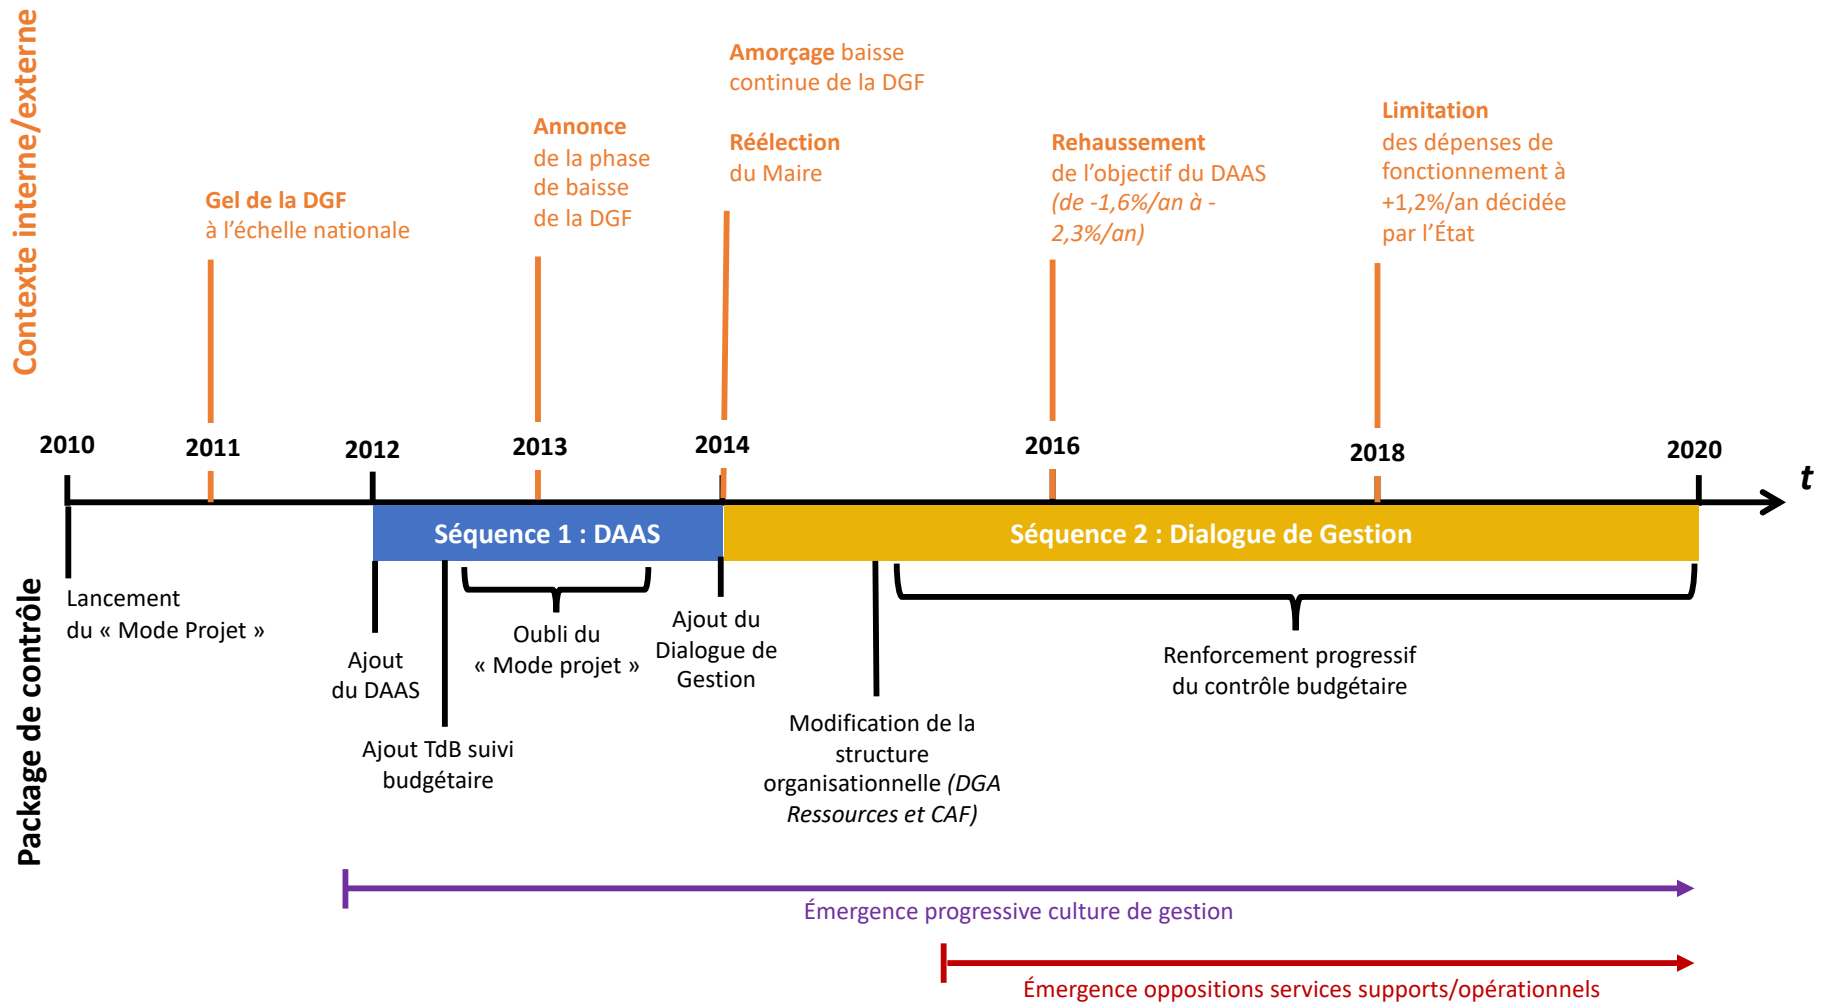 Contexte interne/externe
Gel de la DGF
à l’échelle nationale
Annonce
de la phase
de baisse
de la DGF
Amorçage baisse
continue de la DGF
Réélection
du Maire
Rehaussement
de l’objectif du DAAS
(de -1,6%/an à -
2,3%/an)
Limitation
des dépenses de
fonctionnement à
+1,2%/an décidée
par l’État
2010
2011
2012
2013
2014
2016
2018
2020
t
Séquence 1 : DAAS
Séquence 2 : Dialogue de Gestion
Package de contrôle
Lancement
du « Mode Projet »
Ajout
du DAAS
Ajout TdB suivi
budgétaire
Oubli du
« Mode projet »
Ajout du
Dialogue de
Gestion
Modification de la
structure
organisationnelle (DGA
Ressources et CAF)
Renforcement progressif
du contrôle budgétaire
Émergence progressive culture de gestion
Émergence oppositions services supports/opérationnels